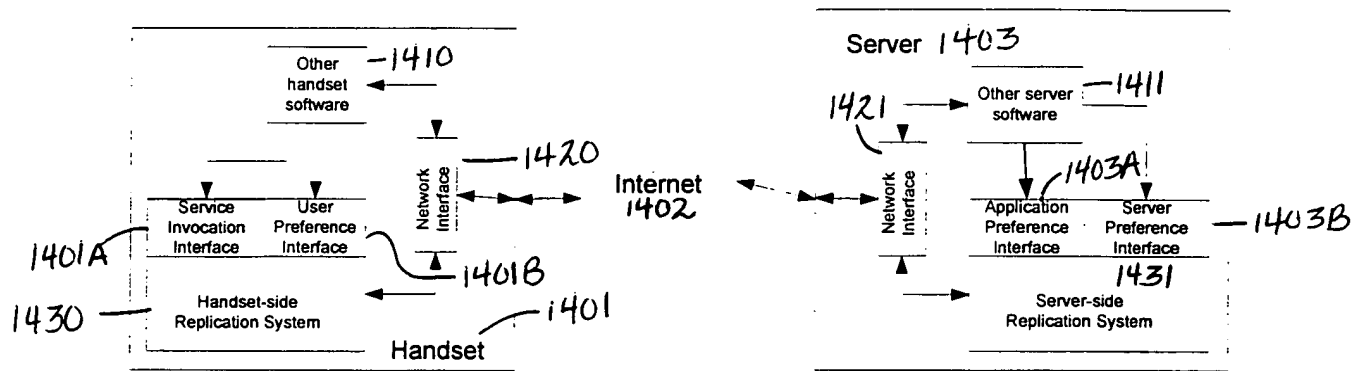 Other
handset
software
1410
Network
Interface
1420
Service
Invocation
Interface
User
Preference
Interface
1401A
1401B
1430
Handset-side
Replication System
1401
Handset
Internet
1402
Server 1403
Other server
software
1411
1421
Network
Interface
1403A
Application
Preference
Interface
Server
Preference
Interface
1403B
1431
Server-side
Replication System